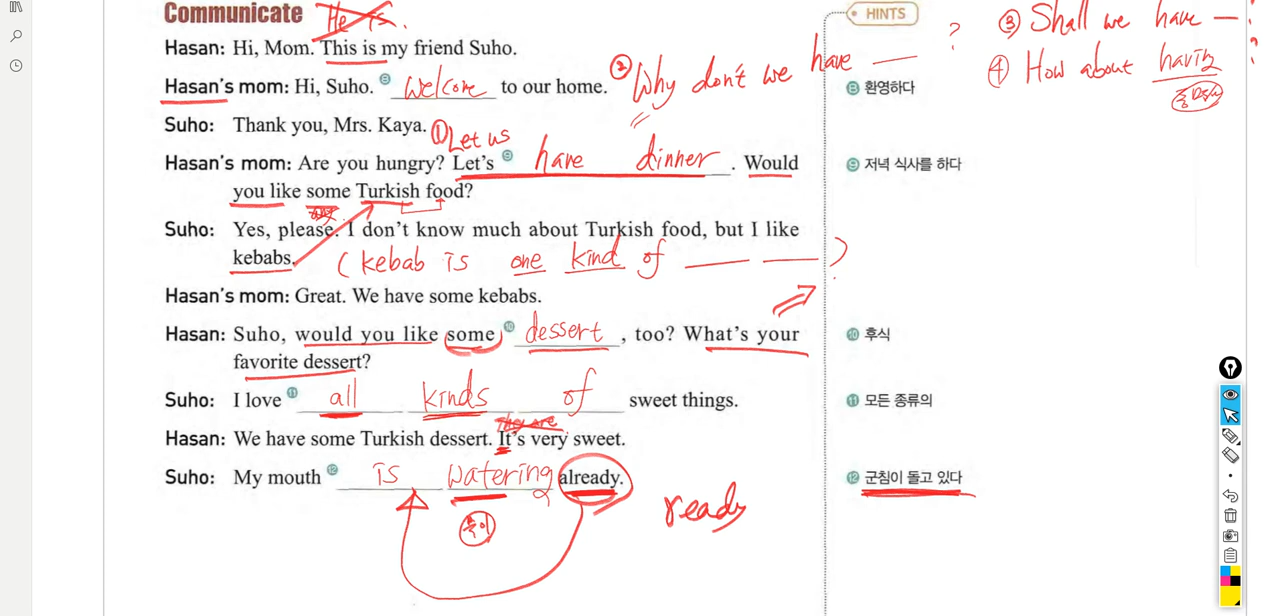 Communicate
He is
HINTS
③ Shall we have — ?
Hasan: Hi, Mom. This is my friend Suho.
④ How about having ?
Hasan's mom: Hi, Suho. ⑧ welcome to our home.
② Why don't we have — ?
⑧ 환영하다
Suho: Thank you, Mrs. Kaya.
① Let us
Hasan's mom: Are you hungry? Let's ⑨ have dinner. Would
⑨ 저녁 식사를 하다
you like some Turkish food?
Suho: Yes, please. I don't know much about Turkish food, but I like
kebabs.
(kebab is one kind of ___ ___)
Hasan's mom: Great. We have some kebabs.
Hasan: Suho, would you like some ⑩ dessert, too? What's your
⑩ 후식
favorite dessert?
Suho: I love ⑪ all kinds of sweet things.
⑪ 모든 종류의
They are
Hasan: We have some Turkish dessert. It's very sweet.
Suho: My mouth ⑫ is watering already.
⑫ 군침이 돌고 있다
ready